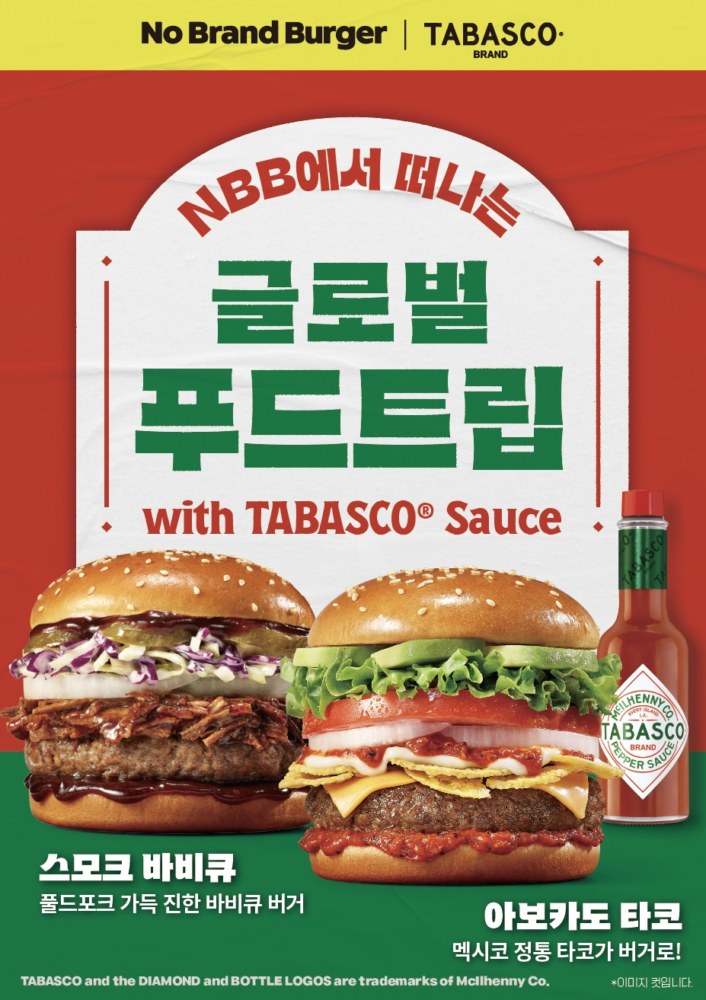 No Brand Burger | TABASCO®
BRAND
NBB에서 떠나는
글로벌
푸드트립
with TABASCO® Sauce
TABASCO
McILHENNY CO.
AVERY ISLAND
LA.
TABASCO
BRAND
PEPPER SAUCE
스모크 바비큐
풀드포크 가득 진한 바비큐 버거
아보카도 타코
멕시코 정통 타코가 버거로!
TABASCO and the DIAMOND and BOTTLE LOGOS are trademarks of McIlhenny Co.
*이미지 컷입니다.